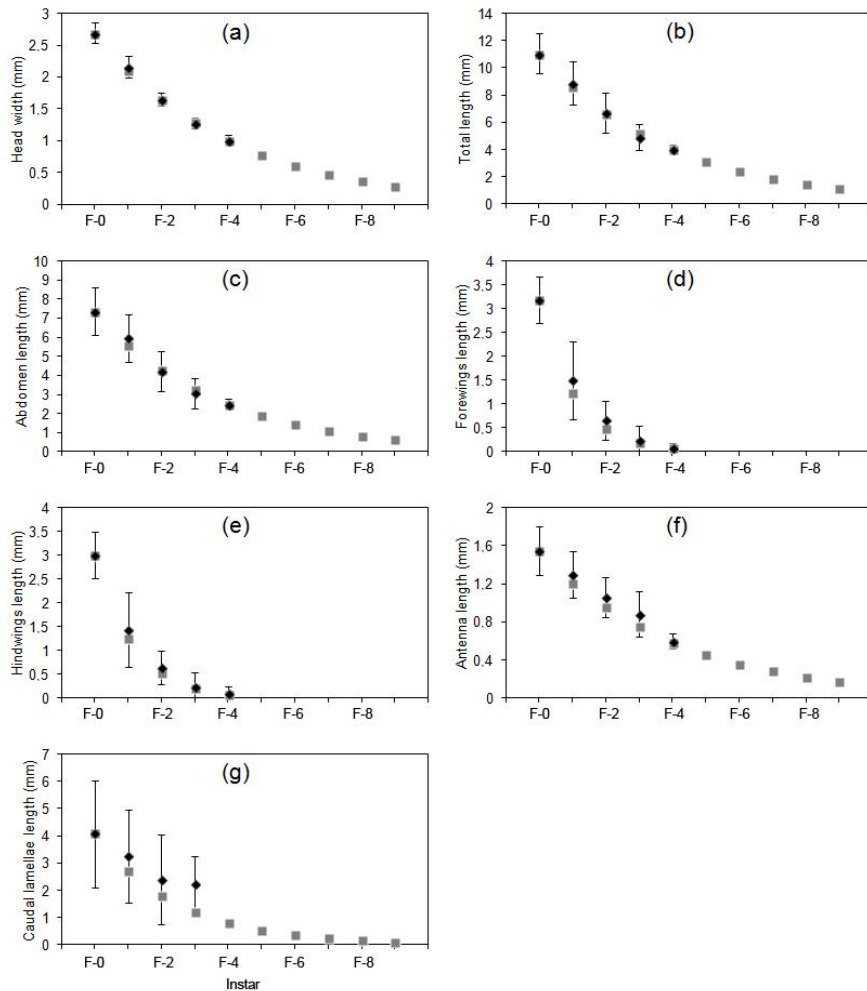 (a)
Head width (mm)
3
2.5
2
1.5
1
0.5
0
F-0 F-2 F-4 F-6 F-8
(b)
Total length (mm)
14
12
10
8
6
4
2
0
F-0 F-2 F-4 F-6 F-8
(c)
Abdomen length (mm)
10
9
8
7
6
5
4
3
2
1
0
F-0 F-2 F-4 F-6 F-8
(d)
Forewings length (mm)
4
3.5
3
2.5
2
1.5
1
0.5
0
F-0 F-2 F-4 F-6 F-8
(e)
Hindwings length (mm)
4
3.5
3
2.5
2
1.5
1
0.5
0
F-0 F-2 F-4 F-6 F-8
(f)
Antenna length (mm)
2
1.6
1.2
0.8
0.4
0
F-0 F-2 F-4 F-6 F-8
(g)
Caudal lamellae length (mm)
7
6
5
4
3
2
1
0
F-0 F-2 F-4 F-6 F-8
Instar